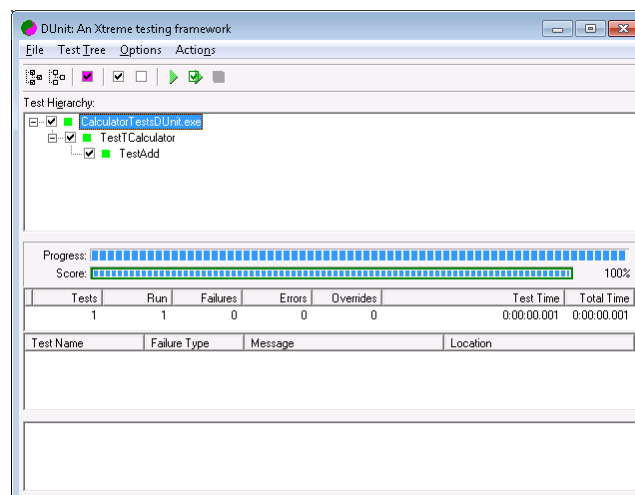 DUnit: An Xtreme testing framework
File Test Tree Options Actions
Test Hierarchy:
CalculatorTestsDUnit.exe
TestTCalculator
TestAdd
Progress:
Score: 100%
Tests Run Failures Errors Overrides Test Time Total Time
1 1 0 0 0 0:00:00.001 0:00:00.001
Test Name Failure Type Message Location